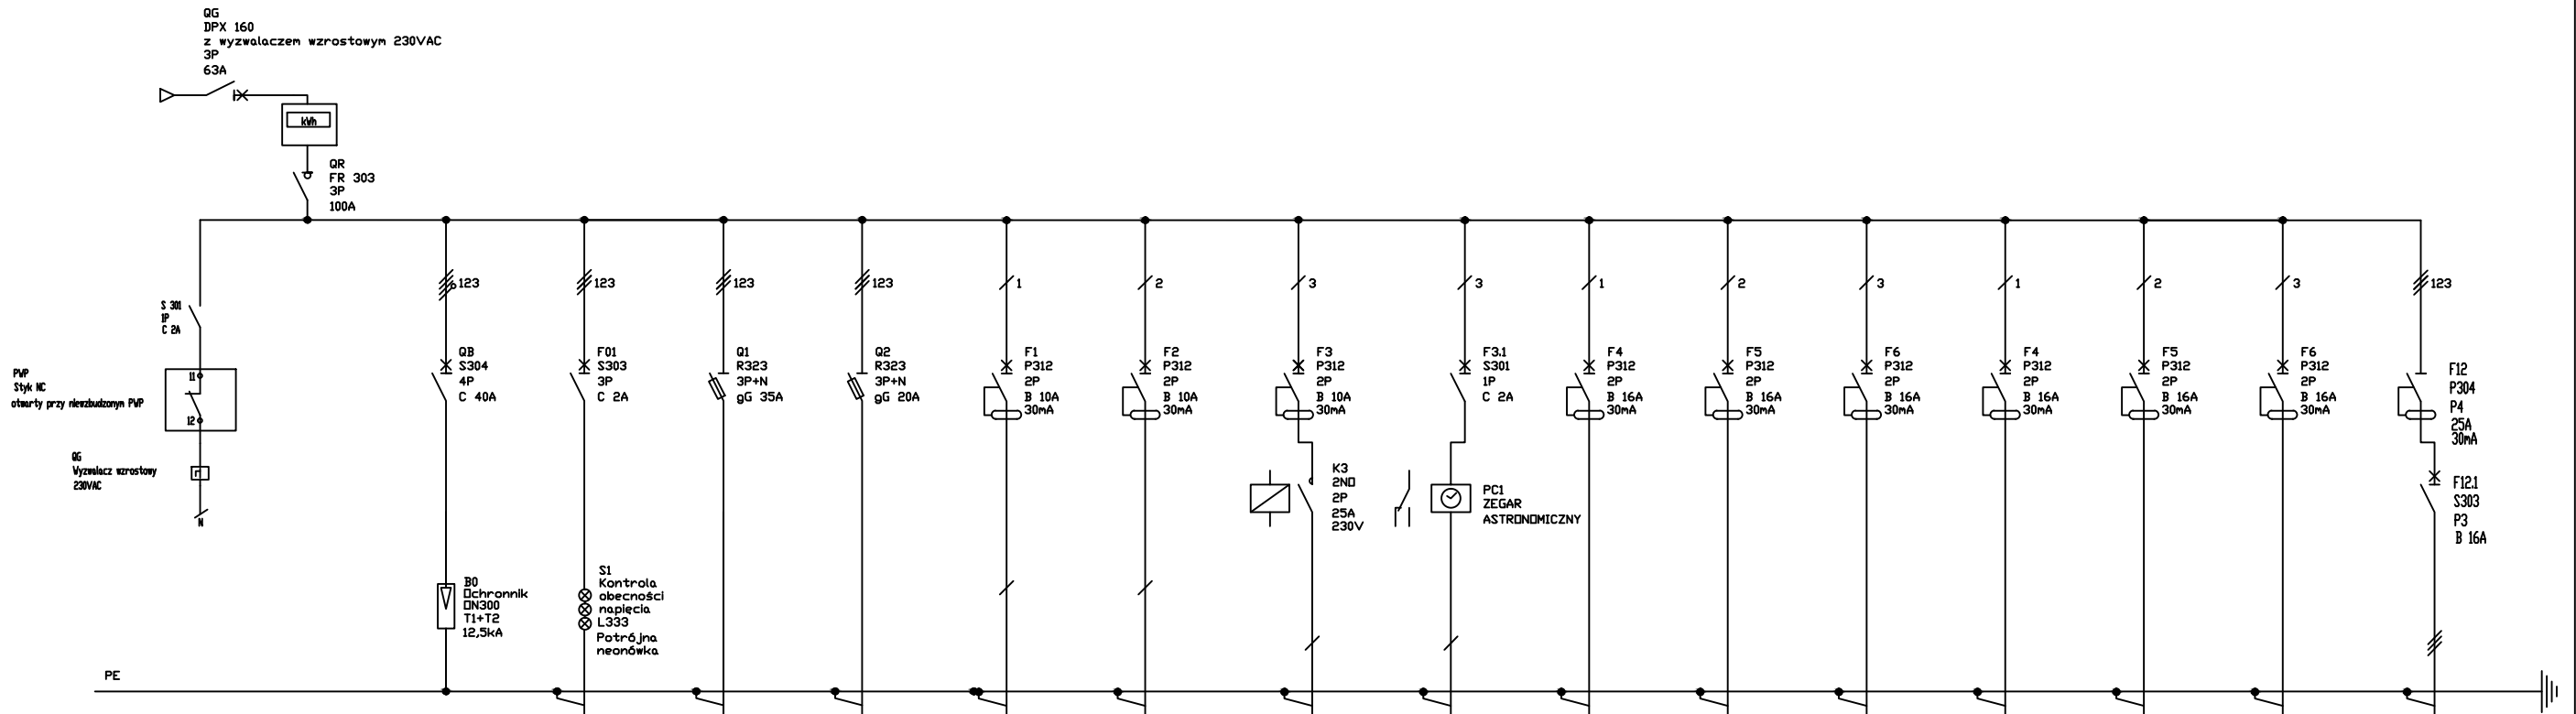 QG
DPX 160
z wyzwalaczem wzrostowym 230VAC
3P
63A
kWh
QR
FR 303
3P
100A
S 301
1P
C 2A
PWP
Styk NC
otwarty przy niewzbudzonym PWP
11
12
QG
Wyzwalacz wzrostowy
230VAC
N
123
QB
S304
4P
C 40A
B0
Ochronnik
ON300
T1+T2
12,5kA
123
F01
S303
3P
C 2A
S1
Kontrola
obecności
napięcia
L333
Potrójna
neonówka
123
Q1
R323
3P+N
gG 35A
123
Q2
R323
3P+N
gG 20A
1
F1
P312
2P
B 10A
30mA
2
F2
P312
2P
B 10A
30mA
3
F3
P312
2P
B 10A
30mA
K3
2NO
2P
25A
230V
3
F3.1
S301
1P
C 2A
PC1
ZEGAR
ASTRONOMICZNY
1
F4
P312
2P
B 16A
30mA
2
F5
P312
2P
B 16A
30mA
3
F6
P312
2P
B 16A
30mA
1
F4
P312
2P
B 16A
30mA
2
F5
P312
2P
B 16A
30mA
3
F6
P312
2P
B 16A
30mA
123
F12
P304
P4
25A
30mA
F12.1
S303
P3
B 16A
PE